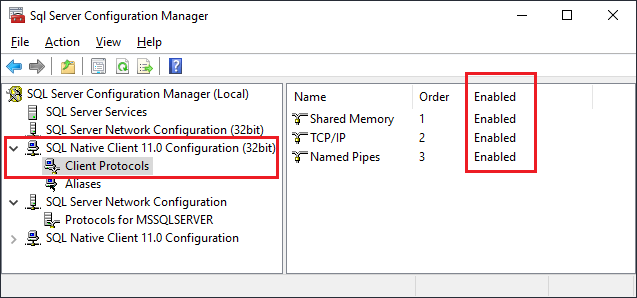 Sql Server Configuration Manager
File Action View Help
SQL Server Configuration Manager (Local)
SQL Server Services
SQL Server Network Configuration (32bit)
SQL Native Client 11.0 Configuration (32bit)
Client Protocols
Aliases
SQL Server Network Configuration
Protocols for MSSQLSERVER
SQL Native Client 11.0 Configuration
Name Order Enabled
Shared Memory 1 Enabled
TCP/IP 2 Enabled
Named Pipes 3 Enabled